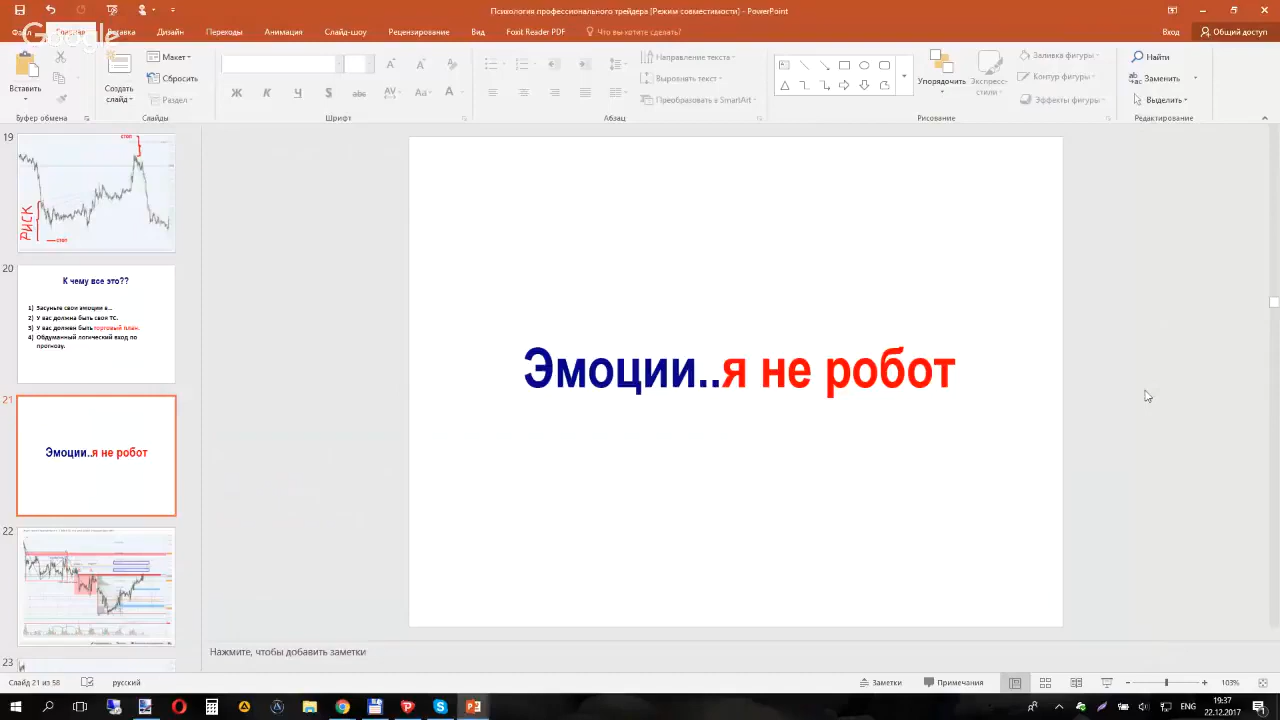 Психология профессионального трейдера [Режим совместимости] - PowerPoint
Файл Главная Вставка Дизайн Переходы Анимация Слайд-шоу Рецензирование Вид Foxit Reader PDF Что вы хотите сделать? Вход Общий доступ
Вставить
Буфер обмена
Создать слайд
Макет
Сбросить
Раздел
Слайды
Ж К Ч S abc AV Aa A
Шрифт
Направление текста
Выровнять текст
Преобразовать в SmartArt
Абзац
Упорядочить
Экспресс-стили
Заливка фигуры
Контур фигуры
Эффекты фигуры
Рисование
Найти
Заменить
Выделить
Редактирование
19
стоп
РИСК
стоп
20
К чему все это??
1) Засуньте свои эмоции в...
2) У вас должна быть своя ТС.
3) У вас должен быть торговый план.
4) Обдуманный логический вход по
прогнозу.
21
Эмоции..я не робот
22
23
Эмоции..я не робот
Нажмите, чтобы добавить заметки
Слайд 21 из 58 русский Заметки Примечания 103%
ENG 19:37
22.12.2017